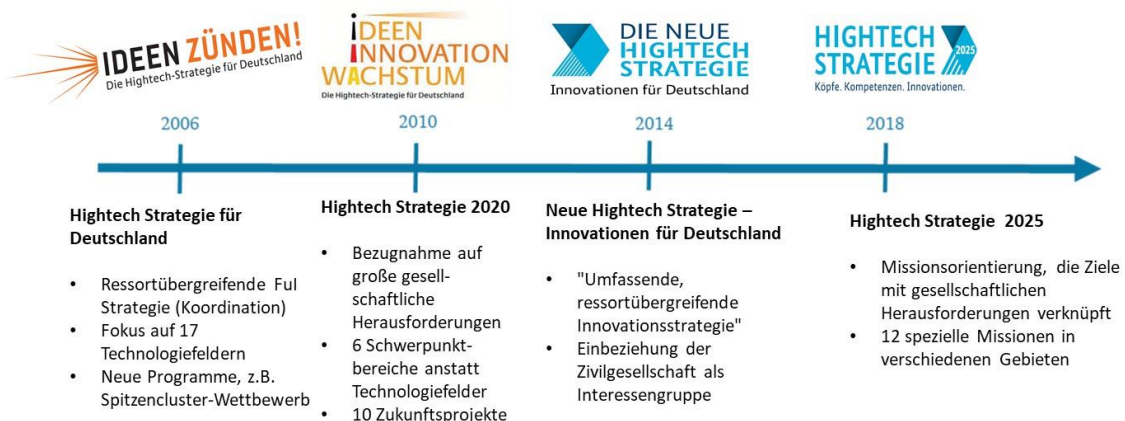 IDEEN ZÜNDEN!
Die Hightech-Strategie für Deutschland
iDEEN
iNNOVATION
WACHSTUM
Die Hightech-Strategie für Deutschland
DIE NEUE
HIGHTECH
STRATEGIE
Innovationen für Deutschland
HIGHTECH
STRATEGIE
2025
Köpfe. Kompetenzen. Innovationen.
2006
2010
2014
2018
Hightech Strategie für
Deutschland
• Ressortübergreifende FuI
Strategie (Koordination)
• Fokus auf 17
Technologiefeldern
• Neue Programme, z.B.
Spitzencluster-Wettbewerb
Hightech Strategie 2020
• Bezugnahme auf
große gesell-
schaftliche
Herausforderungen
• 6 Schwerpunkt-
bereiche anstatt
Technologiefelder
• 10 Zukunftsprojekte
Neue Hightech Strategie –
Innovationen für Deutschland
• "Umfassende,
ressortübergreifende
Innovationsstrategie"
• Einbeziehung der
Zivilgesellschaft als
Interessengruppe
Hightech Strategie 2025
• Missionsorientierung, die Ziele
mit gesellschaftlichen
Herausforderungen verknüpft
• 12 spezielle Missionen in
verschiedenen Gebieten